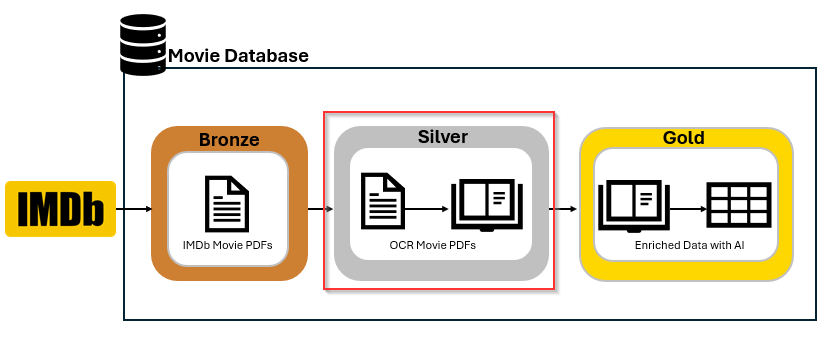 Movie Database
IMDb
Bronze
IMDb Movie PDFs
Silver
OCR Movie PDFs
Gold
Enriched Data with AI